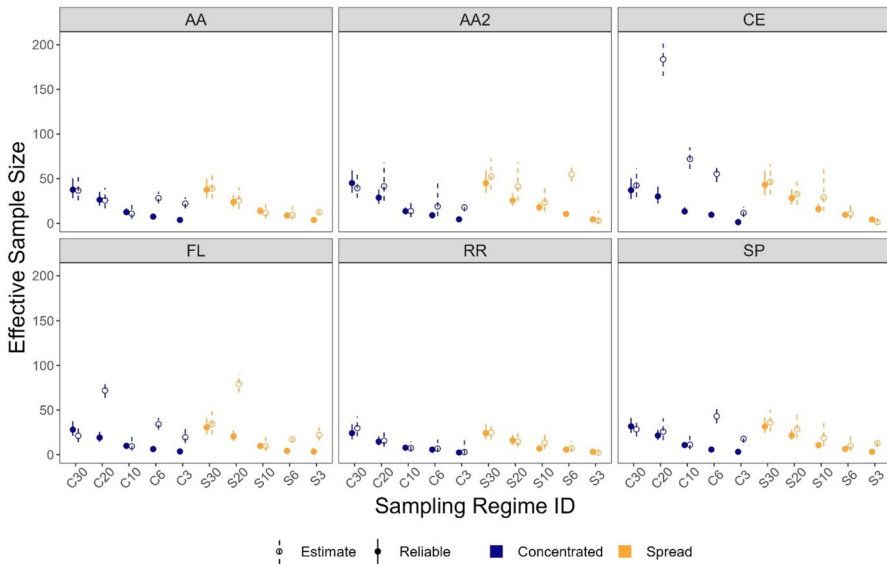 AA AA2 CE
200
150
100
50
0
Effective Sample Size
FL RR SP
200
150
100
50
0
C30 C20 C10 C6 C3 S30 S20 S10 S6 S3 C30 C20 C10 C6 C3 S30 S20 S10 S6 S3 C30 C20 C10 C6 C3 S30 S20 S10 S6 S3
Sampling Regime ID
Estimate Reliable Concentrated Spread